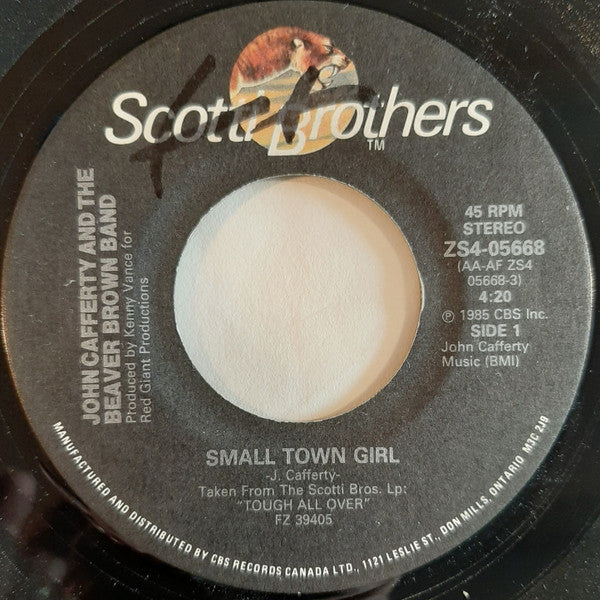 Scotti Brothers
TM
JOHN CAFFERTY AND THE
BEAVER BROWN BAND
Produced by Kenny Vance for
Red Giant Productions
45 RPM
STEREO
ZS4-05668
(AA-AF ZS4
05668-3)
4:20
℗ 1985 CBS Inc.
SIDE 1
John Cafferty
Music (BMI)
SMALL TOWN GIRL
-J. Cafferty-
Taken From The Scotti Bros. Lp:
"TOUGH ALL OVER"
FZ 39405
MANUFACTURED AND DISTRIBUTED BY CBS RECORDS CANADA LTD., 1121 LESLIE ST., DON MILLS, ONTARIO M3C 2J9